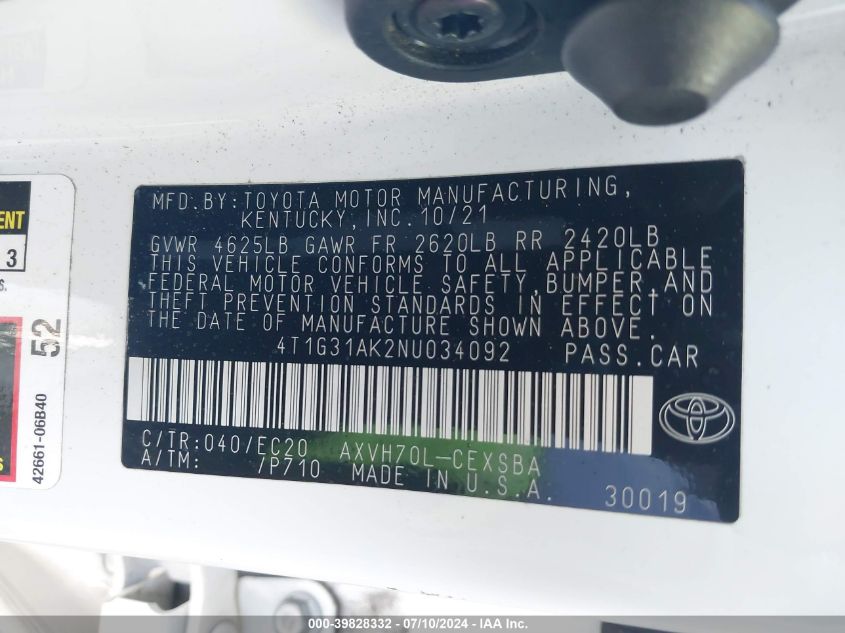 MFD.BY:TOYOTA MOTOR MANUFACTURING,
KENTUCKY,INC.10/21
GVWR 4625LB GAWR FR 2620LB RR 2420LB
THIS VEHICLE CONFORMS TO ALL APPLICABLE
FEDERAL MOTOR VEHICLE SAFETY,BUMPER,AND
THEFT PREVENTION STANDARDS IN EFFECT ON
THE DATE OF MANUFACTURE SHOWN ABOVE.
4T1G31AK2NU034092 PASS.CAR
C/TR:040/EC20 AXVH70L-CEXSBA
A/TM: /P710 MADE IN U.S.A. 30019
3
52
42661-06B40
000-39828332 - 07/10/2024 - IAAI.COM